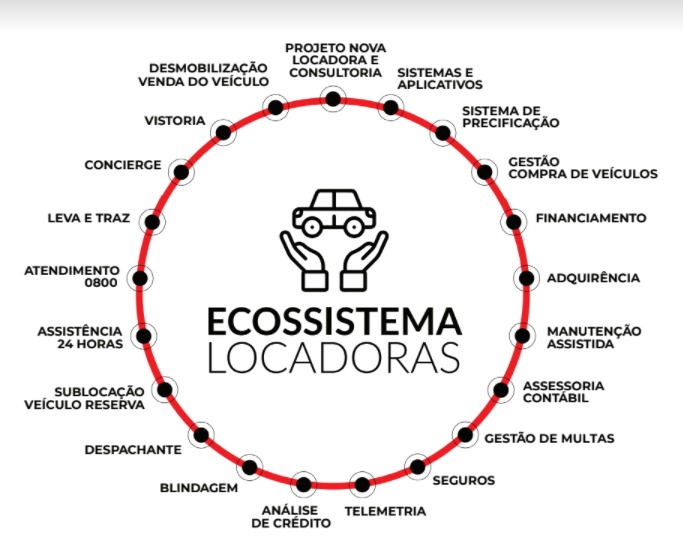 PROJETO NOVA
LOCADORA E
CONSULTORIA
SISTEMAS E
APLICATIVOS
SISTEMA DE
PRECIFICAÇÃO
GESTÃO
COMPRA DE VEÍCULOS
FINANCIAMENTO
ADQUIRÊNCIA
MANUTENÇÃO
ASSISTIDA
ASSESSORIA
CONTÁBIL
GESTÃO DE MULTAS
SEGUROS
TELEMETRIA
ANÁLISE
DE CRÉDITO
BLINDAGEM
DESPACHANTE
SUBLOCAÇÃO
VEÍCULO RESERVA
ASSISTÊNCIA
24 HORAS
ATENDIMENTO
0800
LEVA E TRAZ
CONCIERGE
VISTORIA
DESMOBILIZAÇÃO
VENDA DO VEÍCULO
ECOSSISTEMA
LOCADORAS